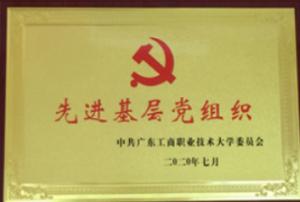 先进基层党组织
中共广东工商职业技术大学委员会
二〇二〇年七月